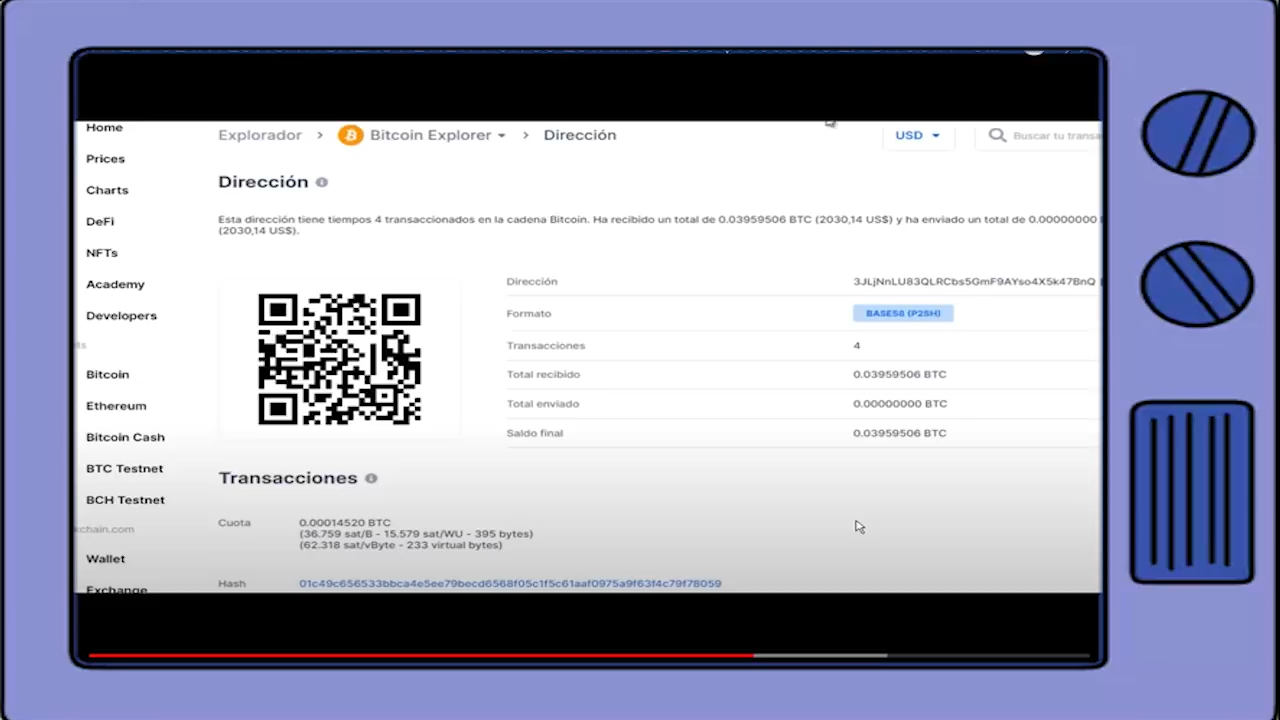 Home
Prices
Charts
DeFi
NFTs
Academy
Developers
Bitcoin
Ethereum
Bitcoin Cash
BTC Testnet
BCH Testnet
Wallet
Exchange
Explorador > Bitcoin Explorer > Dirección
USD
Buscar tu transa
Dirección
Esta dirección tiene tiempos 4 transaccionados en la cadena Bitcoin. Ha recibido un total de 0.03959506 BTC (2030,14 US$) y ha enviado un total de 0.00000000
(2030,14 US$).
Dirección 3JLjNnLU83QLRCbs5GmF9AYso4X5k47BnQ
Formato BASE58 (P2SH)
Transacciones 4
Total recibido 0.03959506 BTC
Total enviado 0.00000000 BTC
Saldo final 0.03959506 BTC
Transacciones
Cuota 0.00014520 BTC
(36.759 sat/B - 15.579 sat/WU - 395 bytes)
(62.318 sat/vByte - 233 virtual bytes)
Hash 01c49c656533bbca4e5ee79becd6568f05c1f5c61aaf0975a9f63f4c79f78059